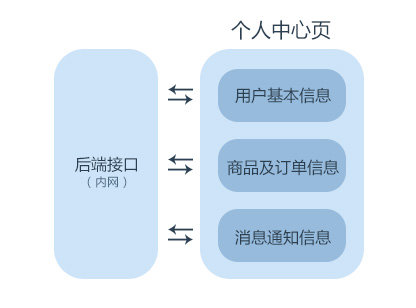 个人中心页
用户基本信息
后端接口
（内网）
商品及订单信息
消息通知信息